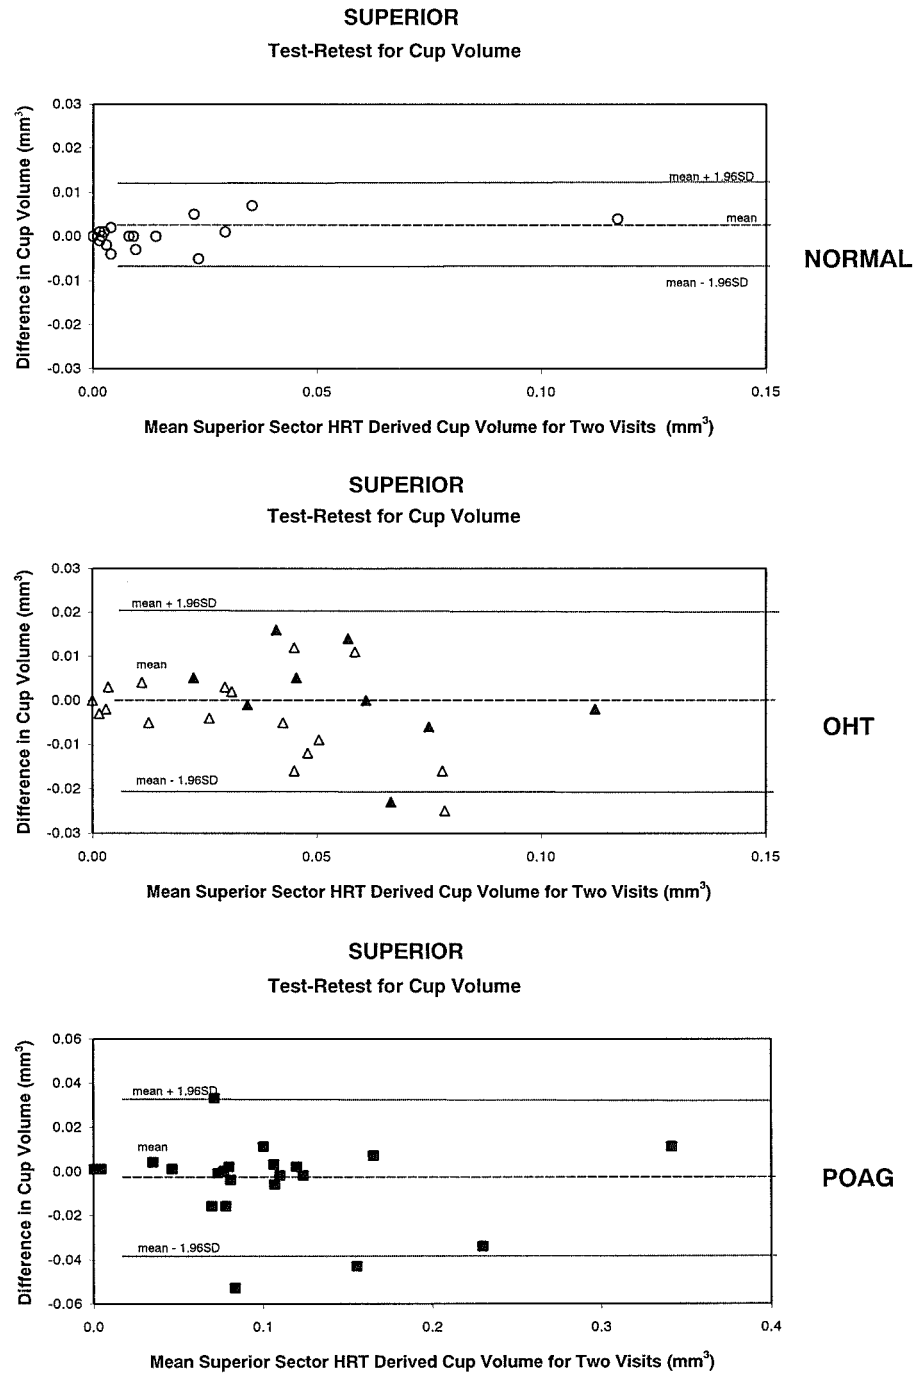 SUPERIOR
Test-Retest for Cup Volume
Difference in Cup Volume (mm³)
0.03
0.02
0.01
0.00
-0.01
-0.02
-0.03
mean + 1.96SD
mean
mean - 1.96SD
NORMAL
0.00 0.05 0.10 0.15
Mean Superior Sector HRT Derived Cup Volume for Two Visits (mm³)
SUPERIOR
Test-Retest for Cup Volume
Difference in Cup Volume (mm³)
0.03
0.02
0.01
0.00
-0.01
-0.02
-0.03
mean + 1.96SD
mean
mean - 1.96SD
OHT
0.00 0.05 0.10 0.15
Mean Superior Sector HRT Derived Cup Volume for Two Visits (mm³)
SUPERIOR
Test-Retest for Cup Volume
Difference in Cup Volume (mm³)
0.06
0.04
0.02
0.00
-0.02
-0.04
-0.06
mean + 1.96SD
mean
mean - 1.96SD
POAG
0.0 0.1 0.2 0.3 0.4
Mean Superior Sector HRT Derived Cup Volume for Two Visits (mm³)